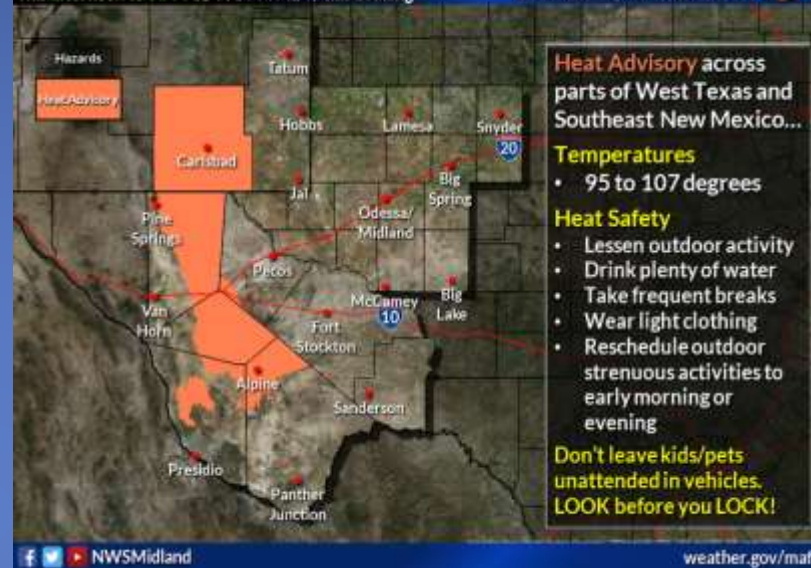 Hazards
Heat Advisory
Tatum
Hobbs
Lamesa
Snyder
20
Carlsbad
Jal
Big
Spring
Odessa/
Midland
Pine
Springs
Pecos
Van
Horn
McCamey
10
Big
Lake
Fort
Stockton
Alpine
Sanderson
Presidio
Panther
Junction
Heat Advisory across
parts of West Texas and
Southeast New Mexico...
Temperatures
• 95 to 107 degrees
Heat Safety
• Lessen outdoor activity
• Drink plenty of water
• Take frequent breaks
• Wear light clothing
• Reschedule outdoor
strenuous activities to
early morning or
evening
Don't leave kids/pets
unattended in vehicles.
LOOK before you LOCK!
NWSMidland
weather.gov/maf